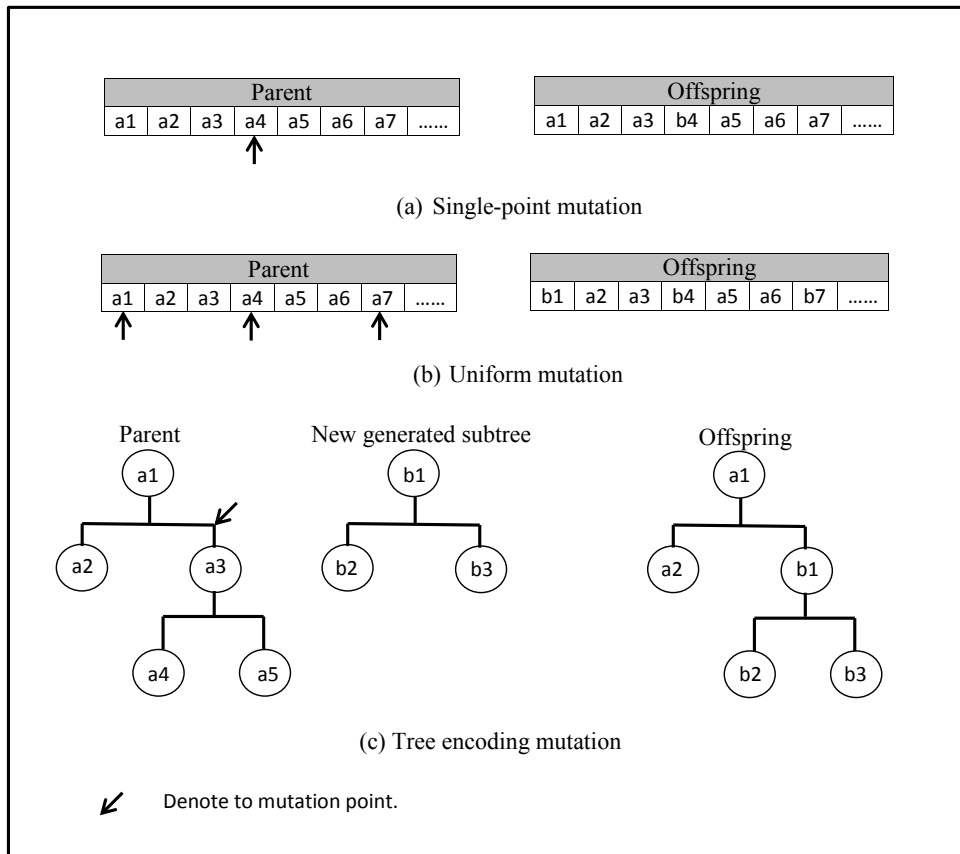 Parent Offspring
a1 a2 a3 a4 a5 a6 a7 ...... a1 a2 a3 b4 a5 a6 a7 ......
(a) Single-point mutation
Parent Offspring
a1 a2 a3 a4 a5 a6 a7 ...... b1 a2 a3 b4 a5 a6 b7 ......
(b) Uniform mutation
Parent New generated subtree Offspring
a1 b1 a1
a2 a3 b2 b3 a2 b1
a4 a5 b2 b3
(c) Tree encoding mutation
Denote to mutation point.